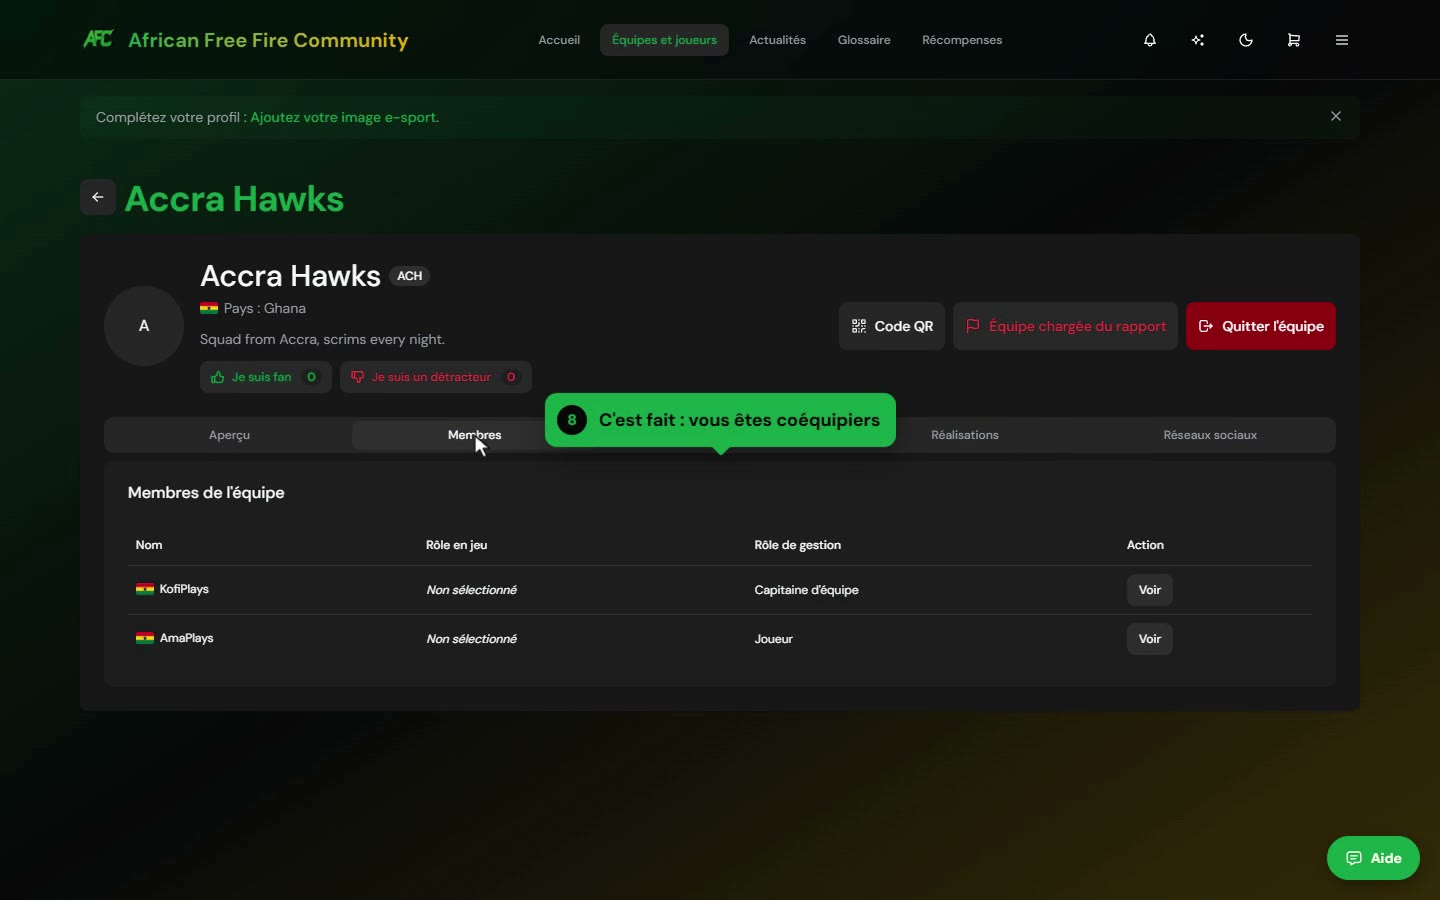 AFC African Free Fire Community
Accueil
Équipes et joueurs
Actualités
Glossaire
Récompenses
Complétez votre profil : Ajoutez votre image e-sport.
Accra Hawks
A
Accra Hawks ACH
Pays : Ghana
Squad from Accra, scrims every night.
Je suis fan 0
Je suis un détracteur 0
Code QR
Équipe chargée du rapport
Quitter l'équipe
8 C'est fait : vous êtes coéquipiers
Aperçu
Membres
Réalisations
Réseaux sociaux
Membres de l'équipe
Nom
Rôle en jeu
Rôle de gestion
Action
KofiPlays
Non sélectionné
Capitaine d'équipe
Voir
AmaPlays
Non sélectionné
Joueur
Voir
Aide